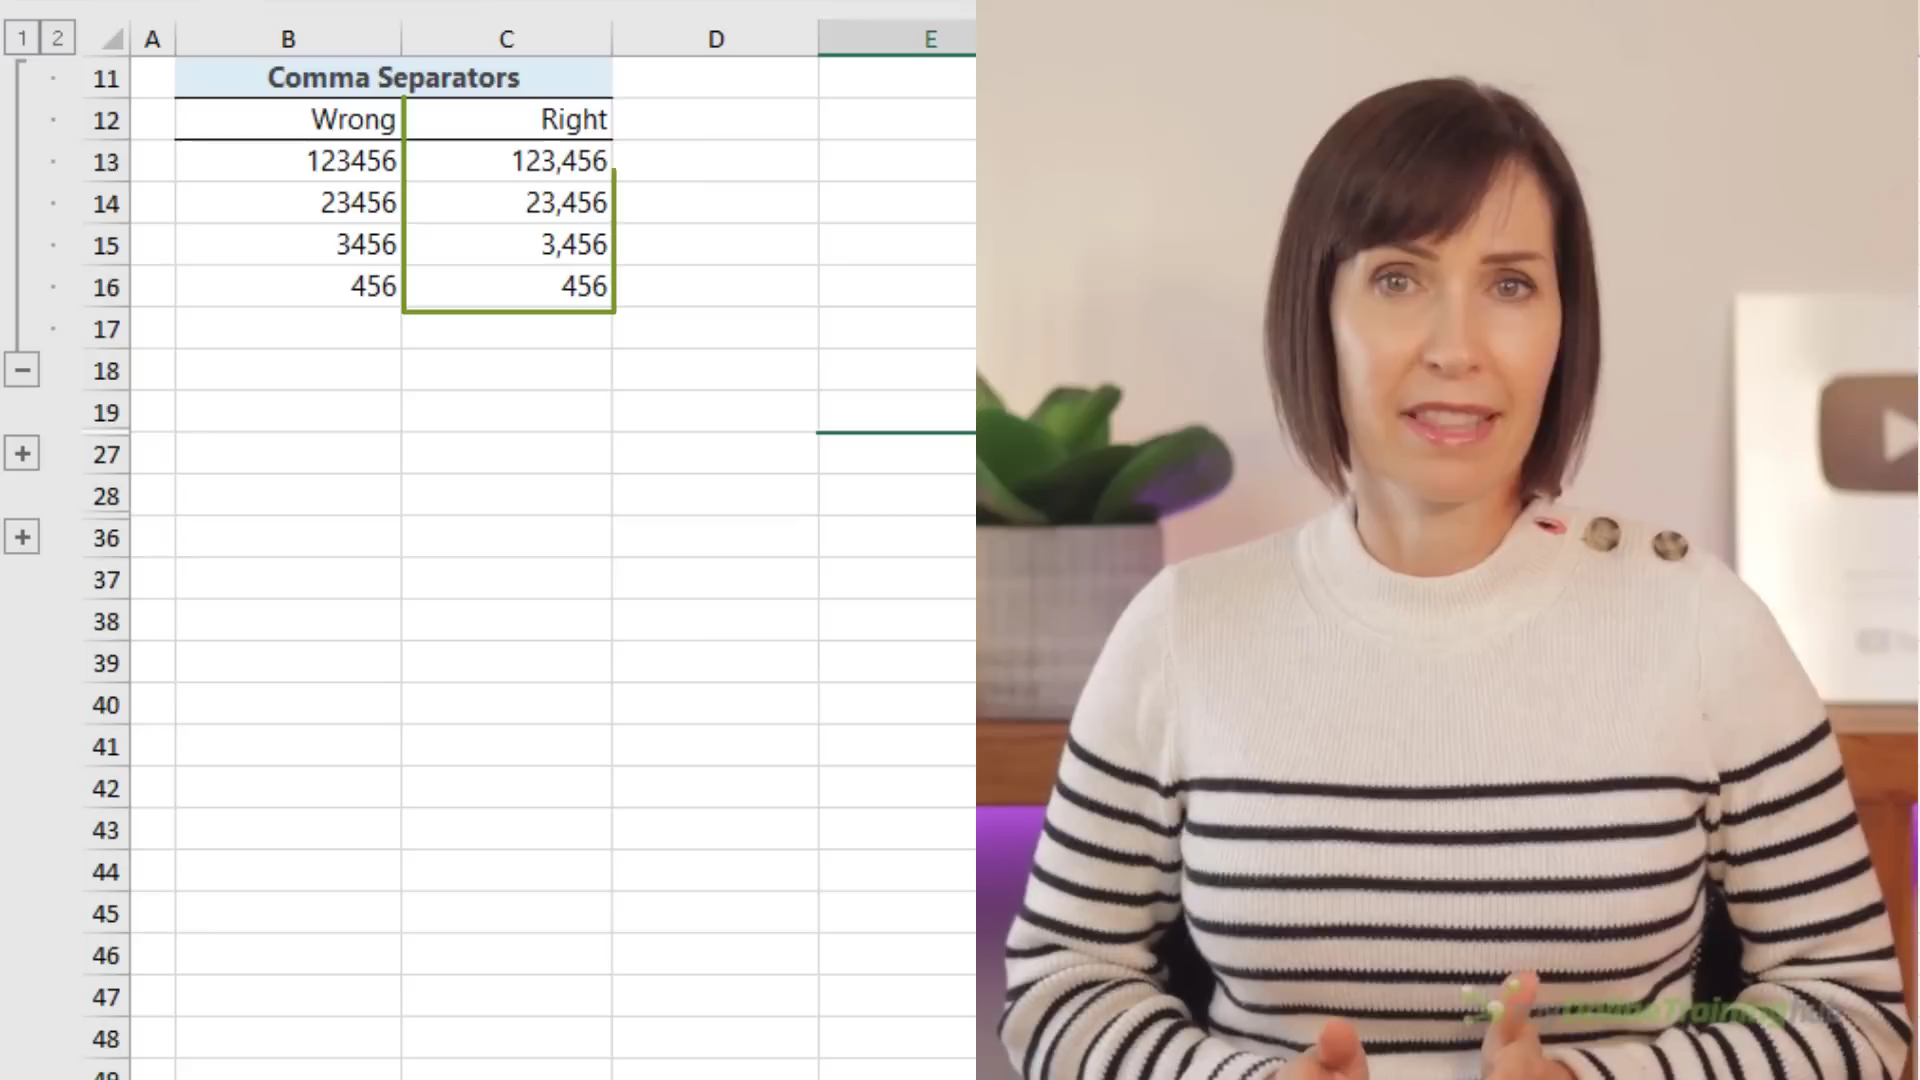 1 2 A B C D E
11 Comma Separators
12 Wrong Right
13 123456 123,456
14 23456 23,456
15 3456 3,456
16 456 456
17
18
19
27
28
36
37
38
39
40
41
42
43
44
45
46
47
48
49
OnlineTraininghub